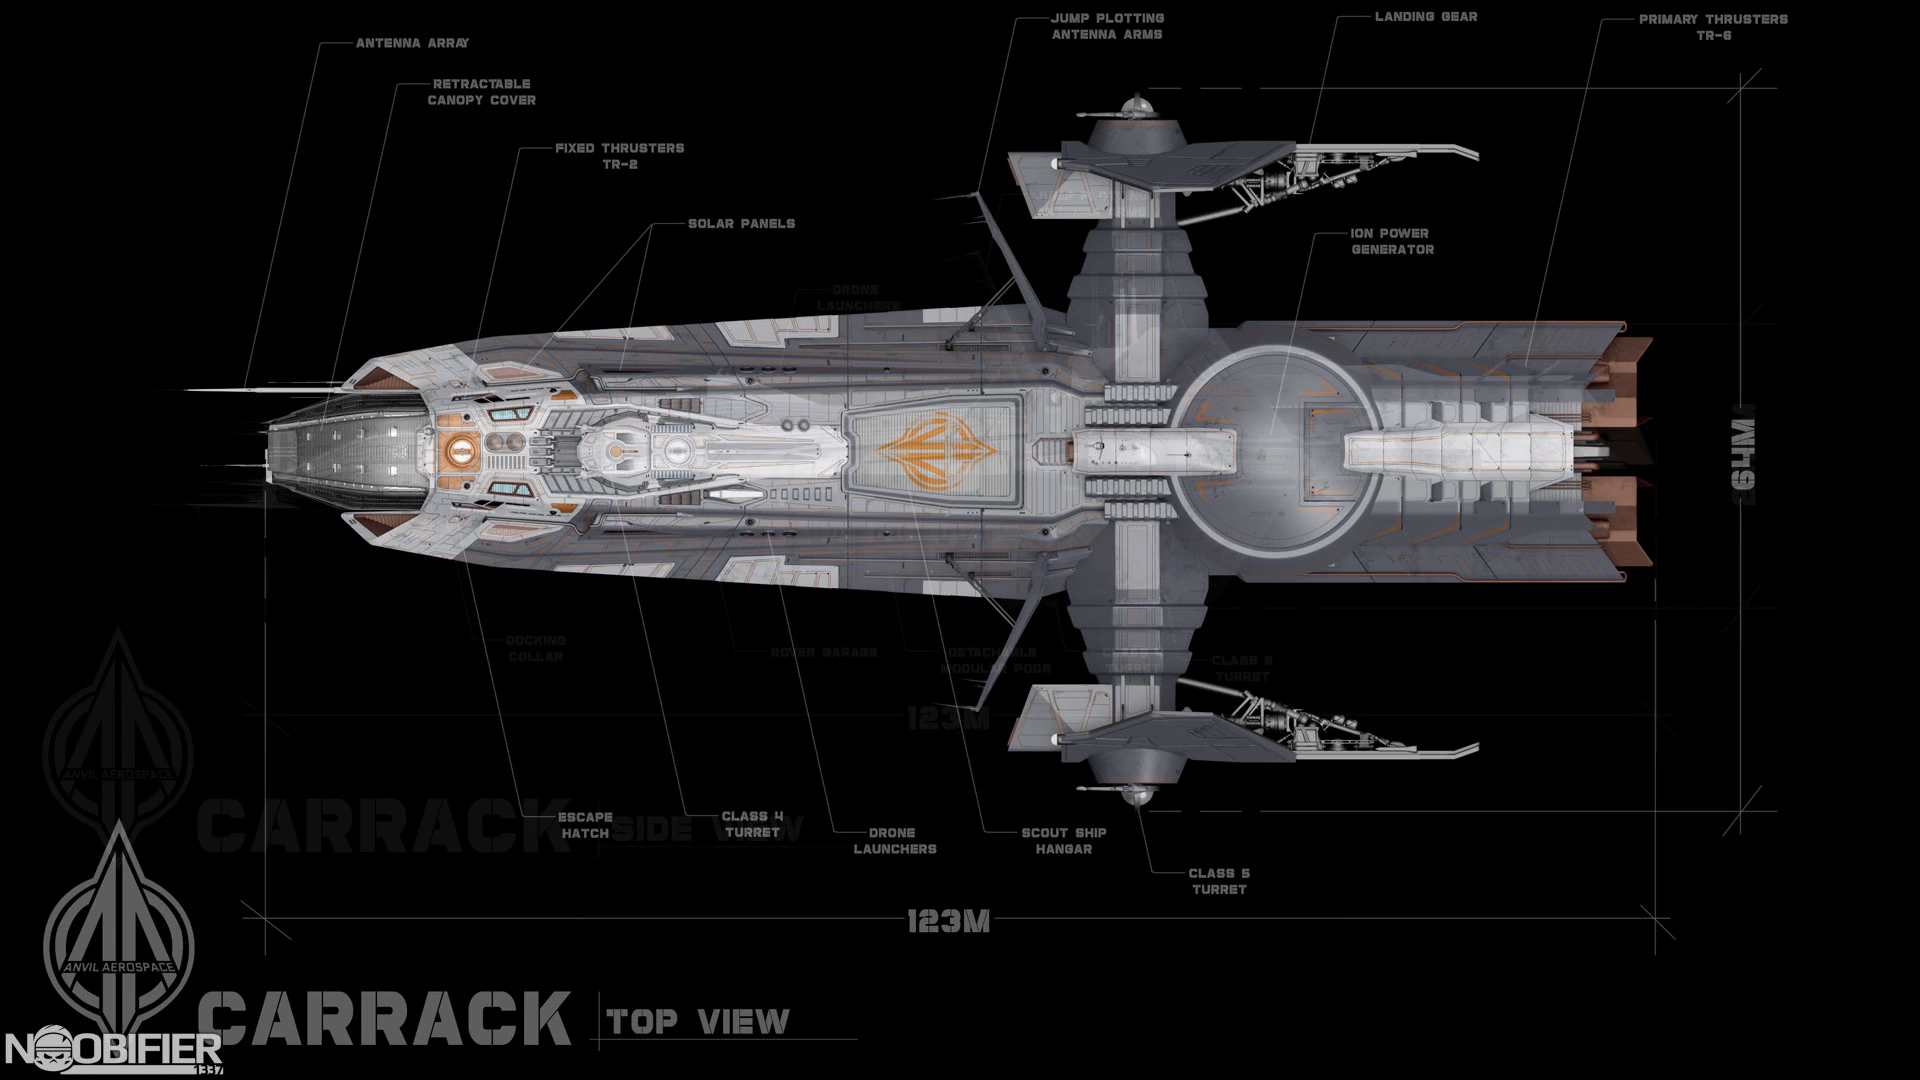 ANTENNA ARRAY
RETRACTABLE
CANOPY COVER
FIXED THRUSTERS
TR-2
SOLAR PANELS
JUMP PLOTTING
ANTENNA ARMS
LANDING GEAR
PRIMARY THRUSTERS
TR-6
ION POWER
GENERATOR
DRONE
LAUNCHERS
DOCKING
COLLAR
ROVER GARAGE
DETACHABLE
MODULAR PODS
TURRET
CLASS 5
TURRET
123M
64M
ANVIL AEROSPACE
CARRACK
SIDE VIEW
ESCAPE
HATCH
CLASS 4
TURRET
DRONE
LAUNCHERS
SCOUT SHIP
HANGAR
CLASS 5
TURRET
123M
ANVIL AEROSPACE
CARRACK
TOP VIEW
NOOBIFIER
1337